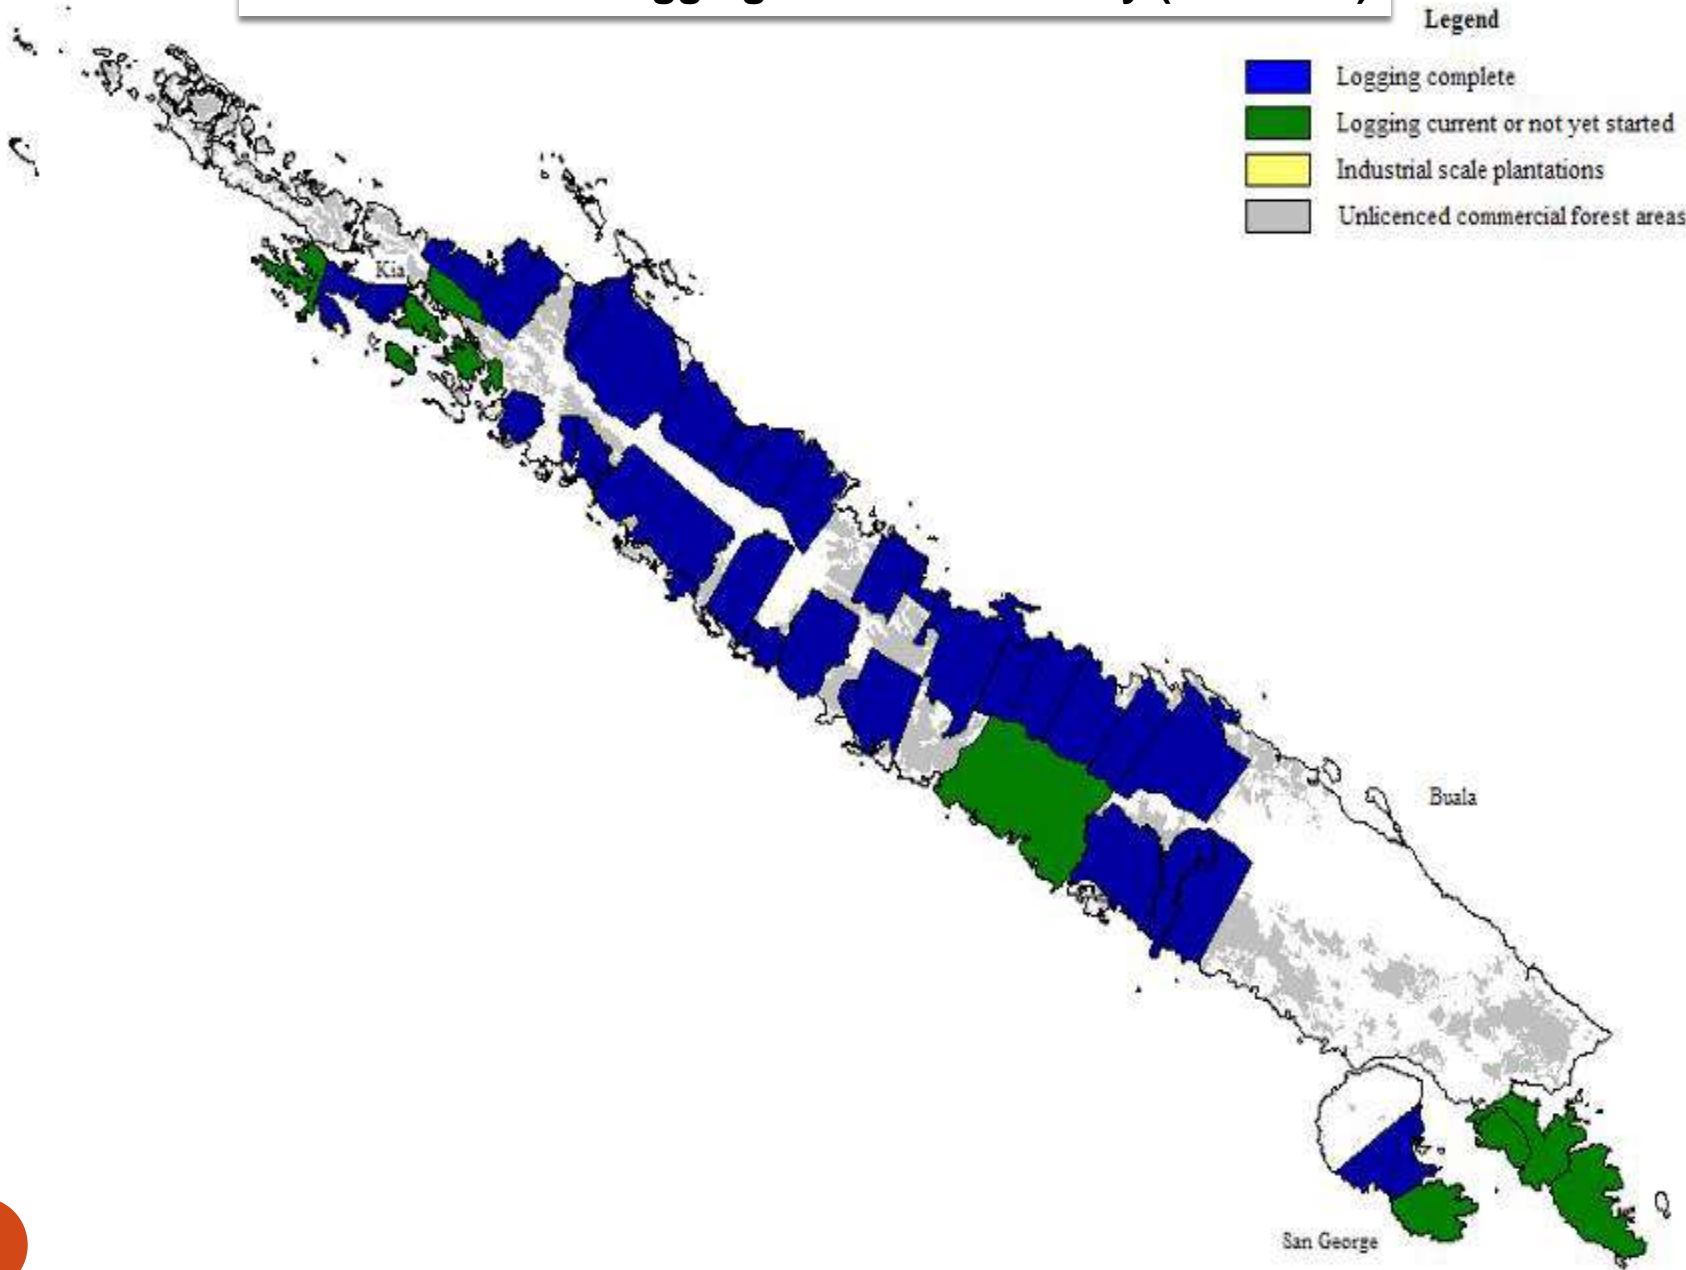 Legend
Logging complete
Logging current or not yet started
Industrial scale plantations
Unlicenced commercial forest areas
Kia
Buala
San George